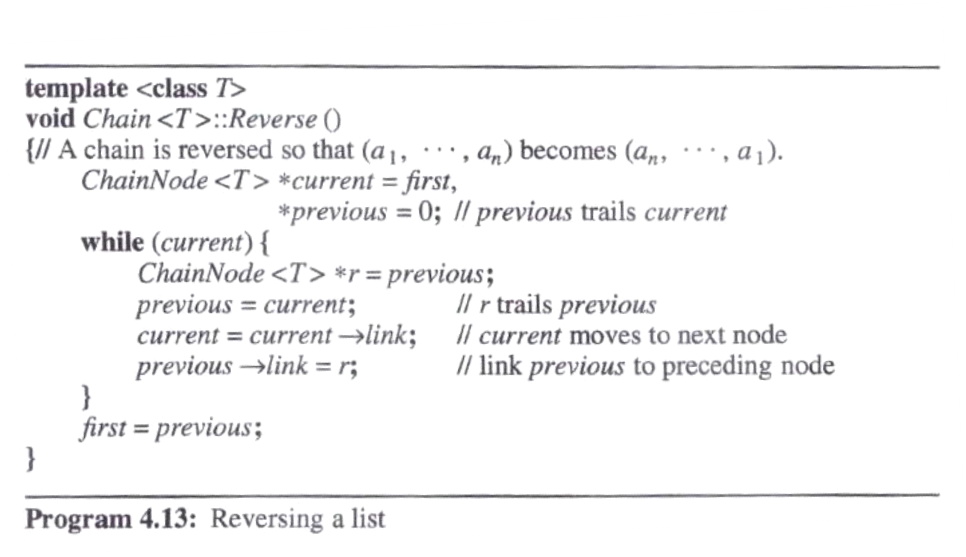 template <class T>
void Chain <T>::Reverse ()
{// A chain is reversed so that (a₁, ··· , aₙ) becomes (aₙ, ··· , a₁).
ChainNode <T> *current = first,
*previous = 0; // previous trails current
while (current) {
ChainNode <T> *r = previous;
previous = current; // r trails previous
current = current →link; // current moves to next node
previous →link = r; // link previous to preceding node
}
first = previous;
}
Program 4.13: Reversing a list